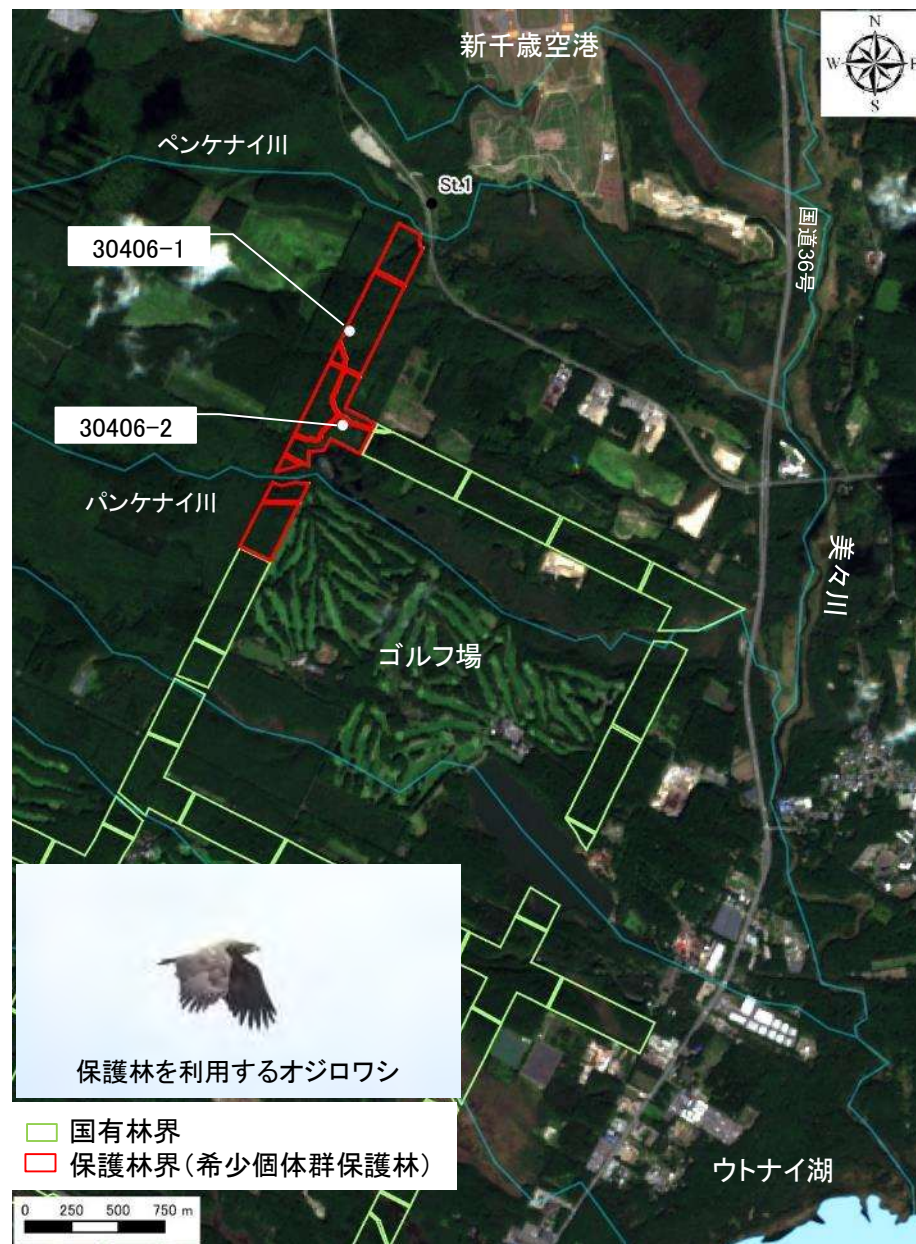 新千歳空港
N
W E
S
ペンケナイ川
St.1
30406-1
国道36号
30406-2
パンケナイ川
美々川
ゴルフ場
保護林を利用するオジロワシ
国有林界
保護林界(希少個体群保護林)
ウトナイ湖
0 250 500 750 m